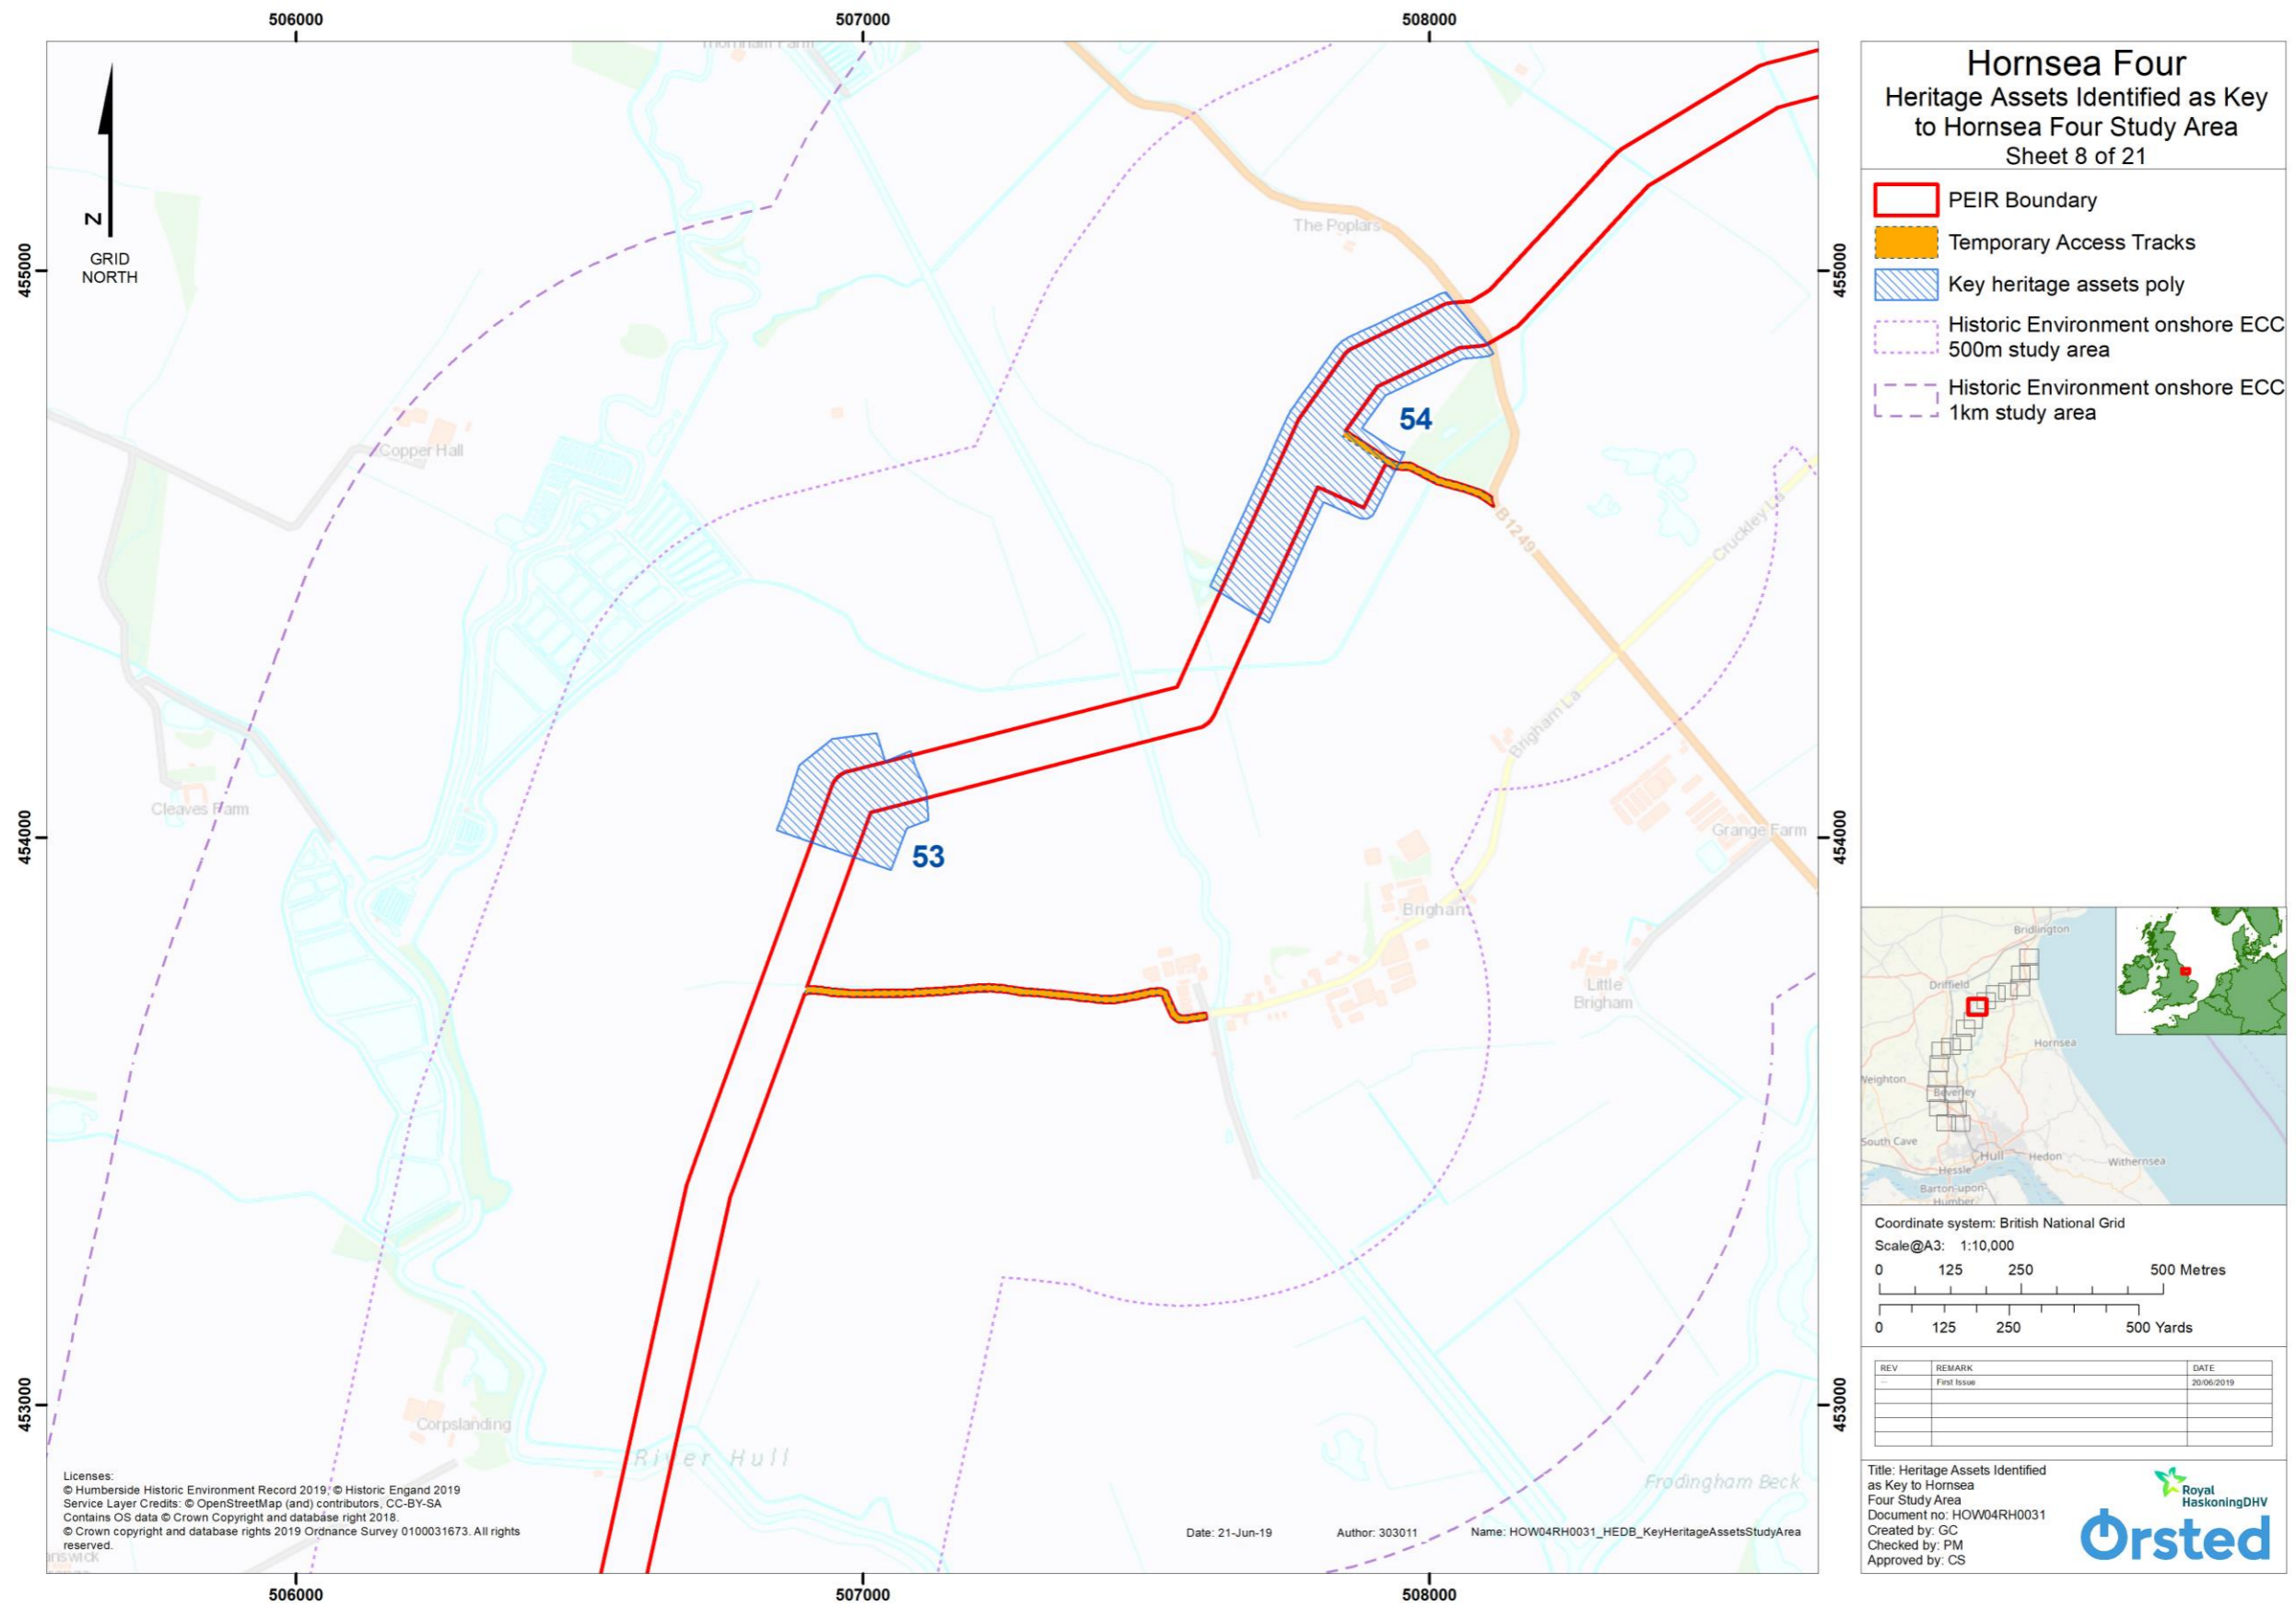 506000
507000
508000
Thornham Farm
GRID
NORTH
N
455000
455000
The Poplars
54
Copper Hall
B1249
Cruckley La
Brigham La
Cleaves Farm
454000
454000
Grange Farm
53
Brigham
Little
Brigham
453000
453000
Corpslanding
River Hull
Frodingham Beck
Licenses:
© Humberside Historic Environment Record 2019, © Historic Engand 2019
Service Layer Credits: © OpenStreetMap (and) contributors, CC-BY-SA
Contains OS data © Crown Copyright and database right 2018.
© Crown copyright and database rights 2019 Ordnance Survey 0100031673. All rights
reserved.
Date: 21-Jun-19
Author: 303011
Name: HOW04RH0031_HEDB_KeyHeritageAssetsStudyArea
506000
507000
508000
Hornsea Four
Heritage Assets Identified as Key
to Hornsea Four Study Area
Sheet 8 of 21
PEIR Boundary
Temporary Access Tracks
Key heritage assets poly
Historic Environment onshore ECC
500m study area
Historic Environment onshore ECC
1km study area
Bridlington
Driffield
Hornsea
Weighton
Beverley
South Cave
Hull
Hedon
Withernsea
Hessle
Barton-upon-
Humber
Coordinate system: British National Grid
Scale@A3: 1:10,000
0 125 250 500 Metres
0 125 250 500 Yards
REV REMARK DATE
-- First Issue 20/06/2019
Title: Heritage Assets Identified
as Key to Hornsea
Four Study Area
Document no: HOW04RH0031
Created by: GC
Checked by: PM
Approved by: CS
Royal
HaskoningDHV
Orsted